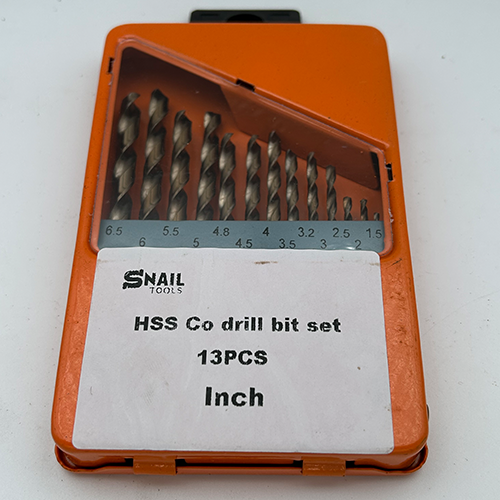 6.5 5.5 4.8 4 3.2 2.5 1.5
6 5 4.5 3.5 3 2
SNAIL
TOOLS
HSS Co drill bit set
13PCS
Inch